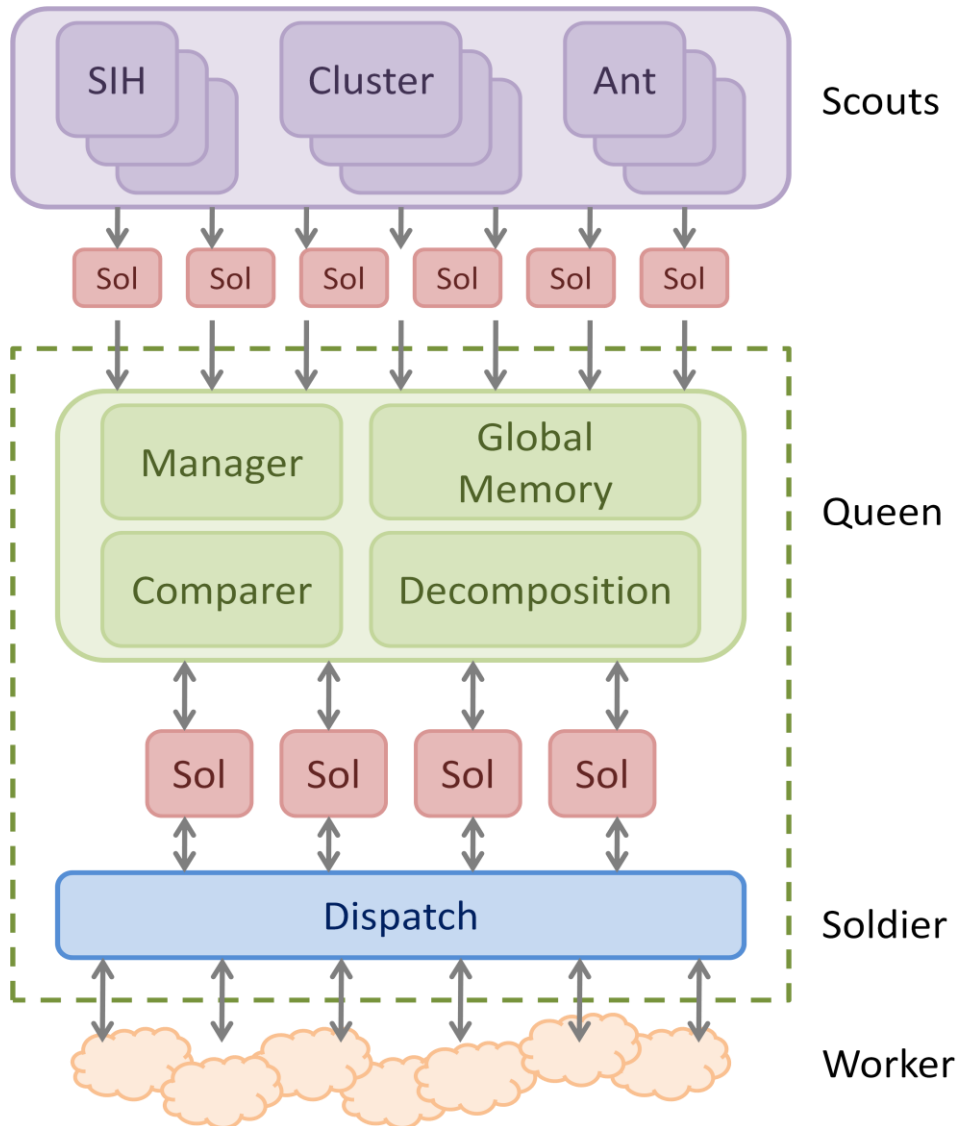 SIH
Cluster
Ant
Scouts
Sol
Sol
Sol
Sol
Sol
Sol
Manager
Global
Memory
Queen
Comparer
Decomposition
Sol
Sol
Sol
Sol
Dispatch
Soldier
Worker